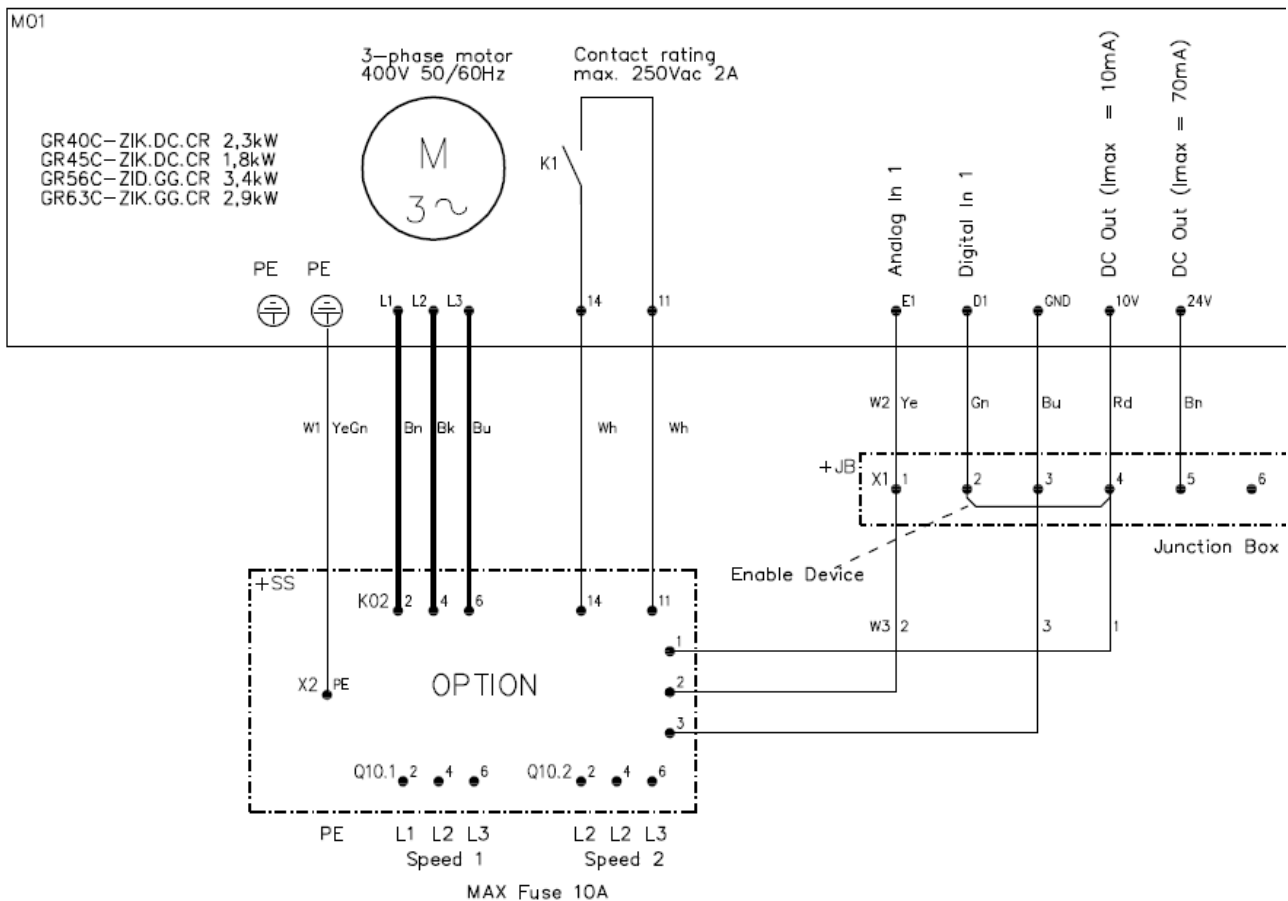 M01
3-phase motor
400V 50/60Hz
Contact rating
max. 250Vac 2A
GR40C-ZIK.DC.CR 2,3kW
GR45C-ZIK.DC.CR 1,8kW
GR56C-ZID.GG.CR 3,4kW
GR63C-ZIK.GG.CR 2,9kW
M
3~
K1
Analog In 1
Digital In 1
DC Out (Imax = 10mA)
DC Out (Imax = 70mA)
PE PE
L1 L2 L3 14 11 E1 D1 GND 10V 24V
W1 YeGn Bn Bk Bu Wh Wh
W2 Ye Gn Bu Rd Bn
+JB
X1 1 2 3 4 5 6
Junction Box
Enable Device
+SS
K02 2 4 6 14 11
W3 2 3 1
1
2
3
X2 PE
OPTION
Q10.1 2 4 6 Q10.2 2 4 6
PE L1 L2 L3 L2 L2 L3
Speed 1 Speed 2
MAX Fuse 10A